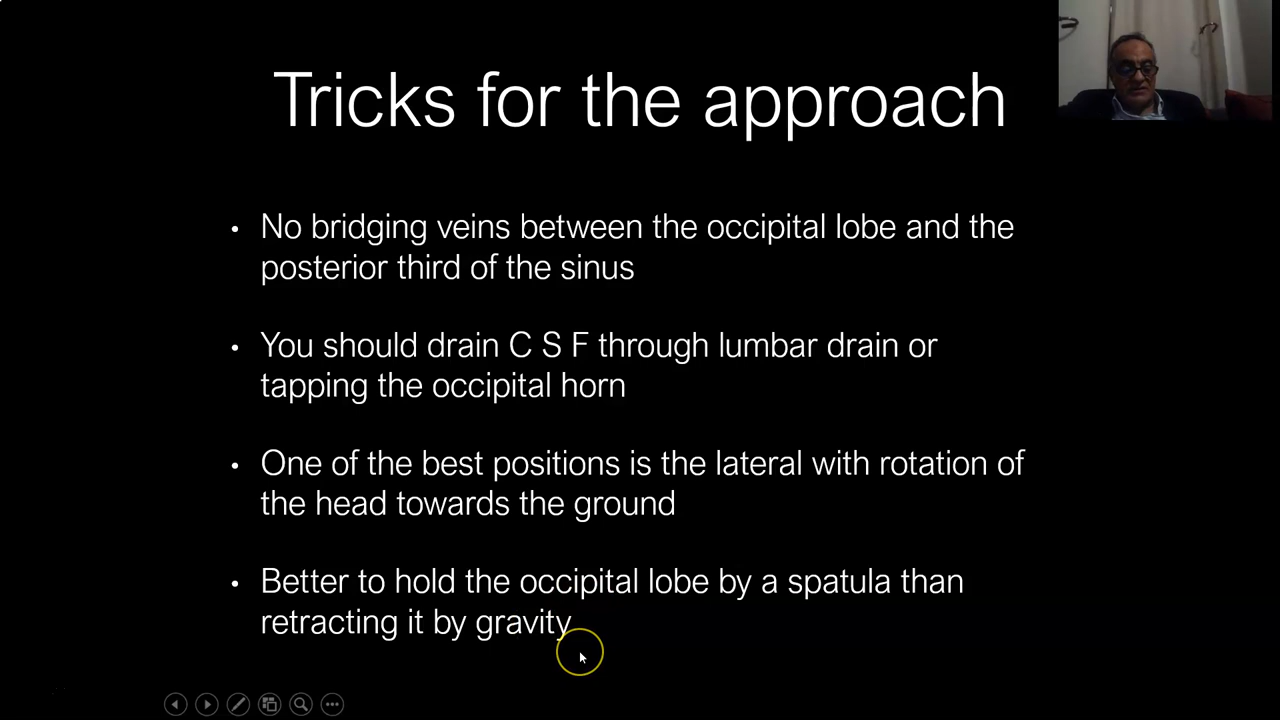 Tricks for the approach
• No bridging veins between the occipital lobe and the
posterior third of the sinus
• You should drain C S F through lumbar drain or
tapping the occipital horn
• One of the best positions is the lateral with rotation of
the head towards the ground
• Better to hold the occipital lobe by a spatula than
retracting it by gravity